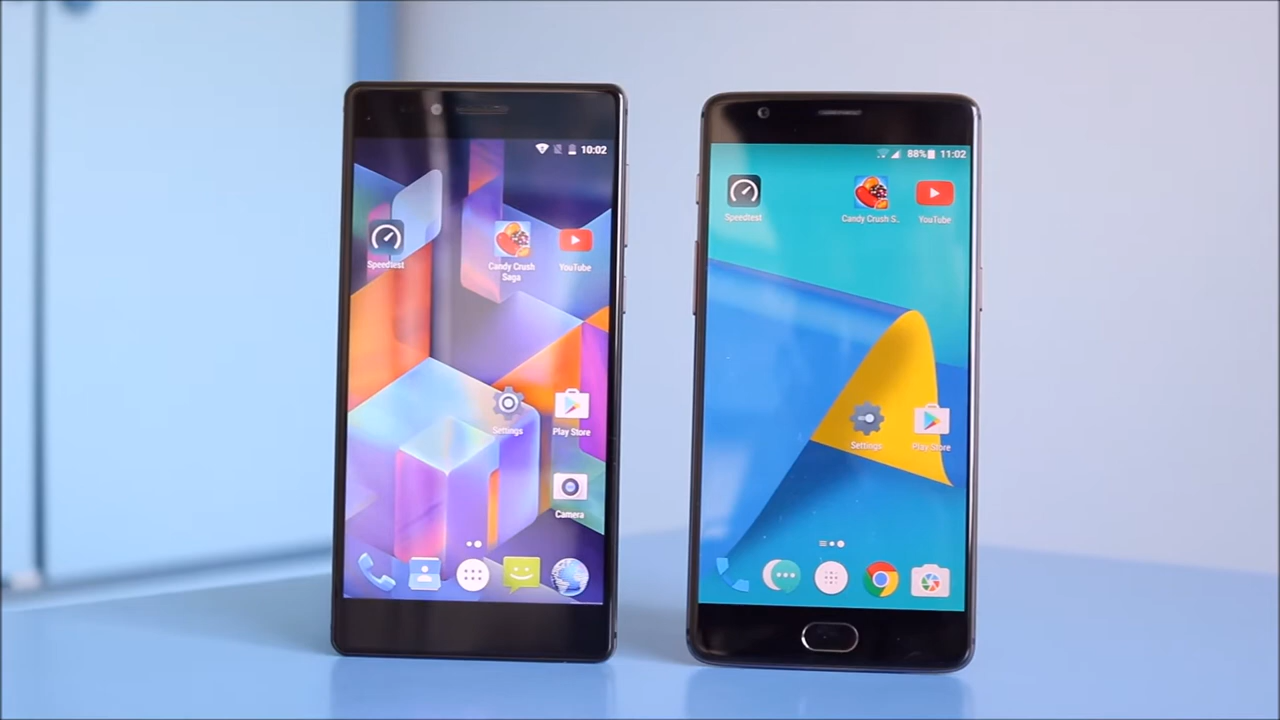 10:02
Speedtest
Candy Crush
Saga
YouTube
Settings
Play Store
Camera
88% 11:02
Speedtest
Candy Crush S..
YouTube
Settings
Play Store